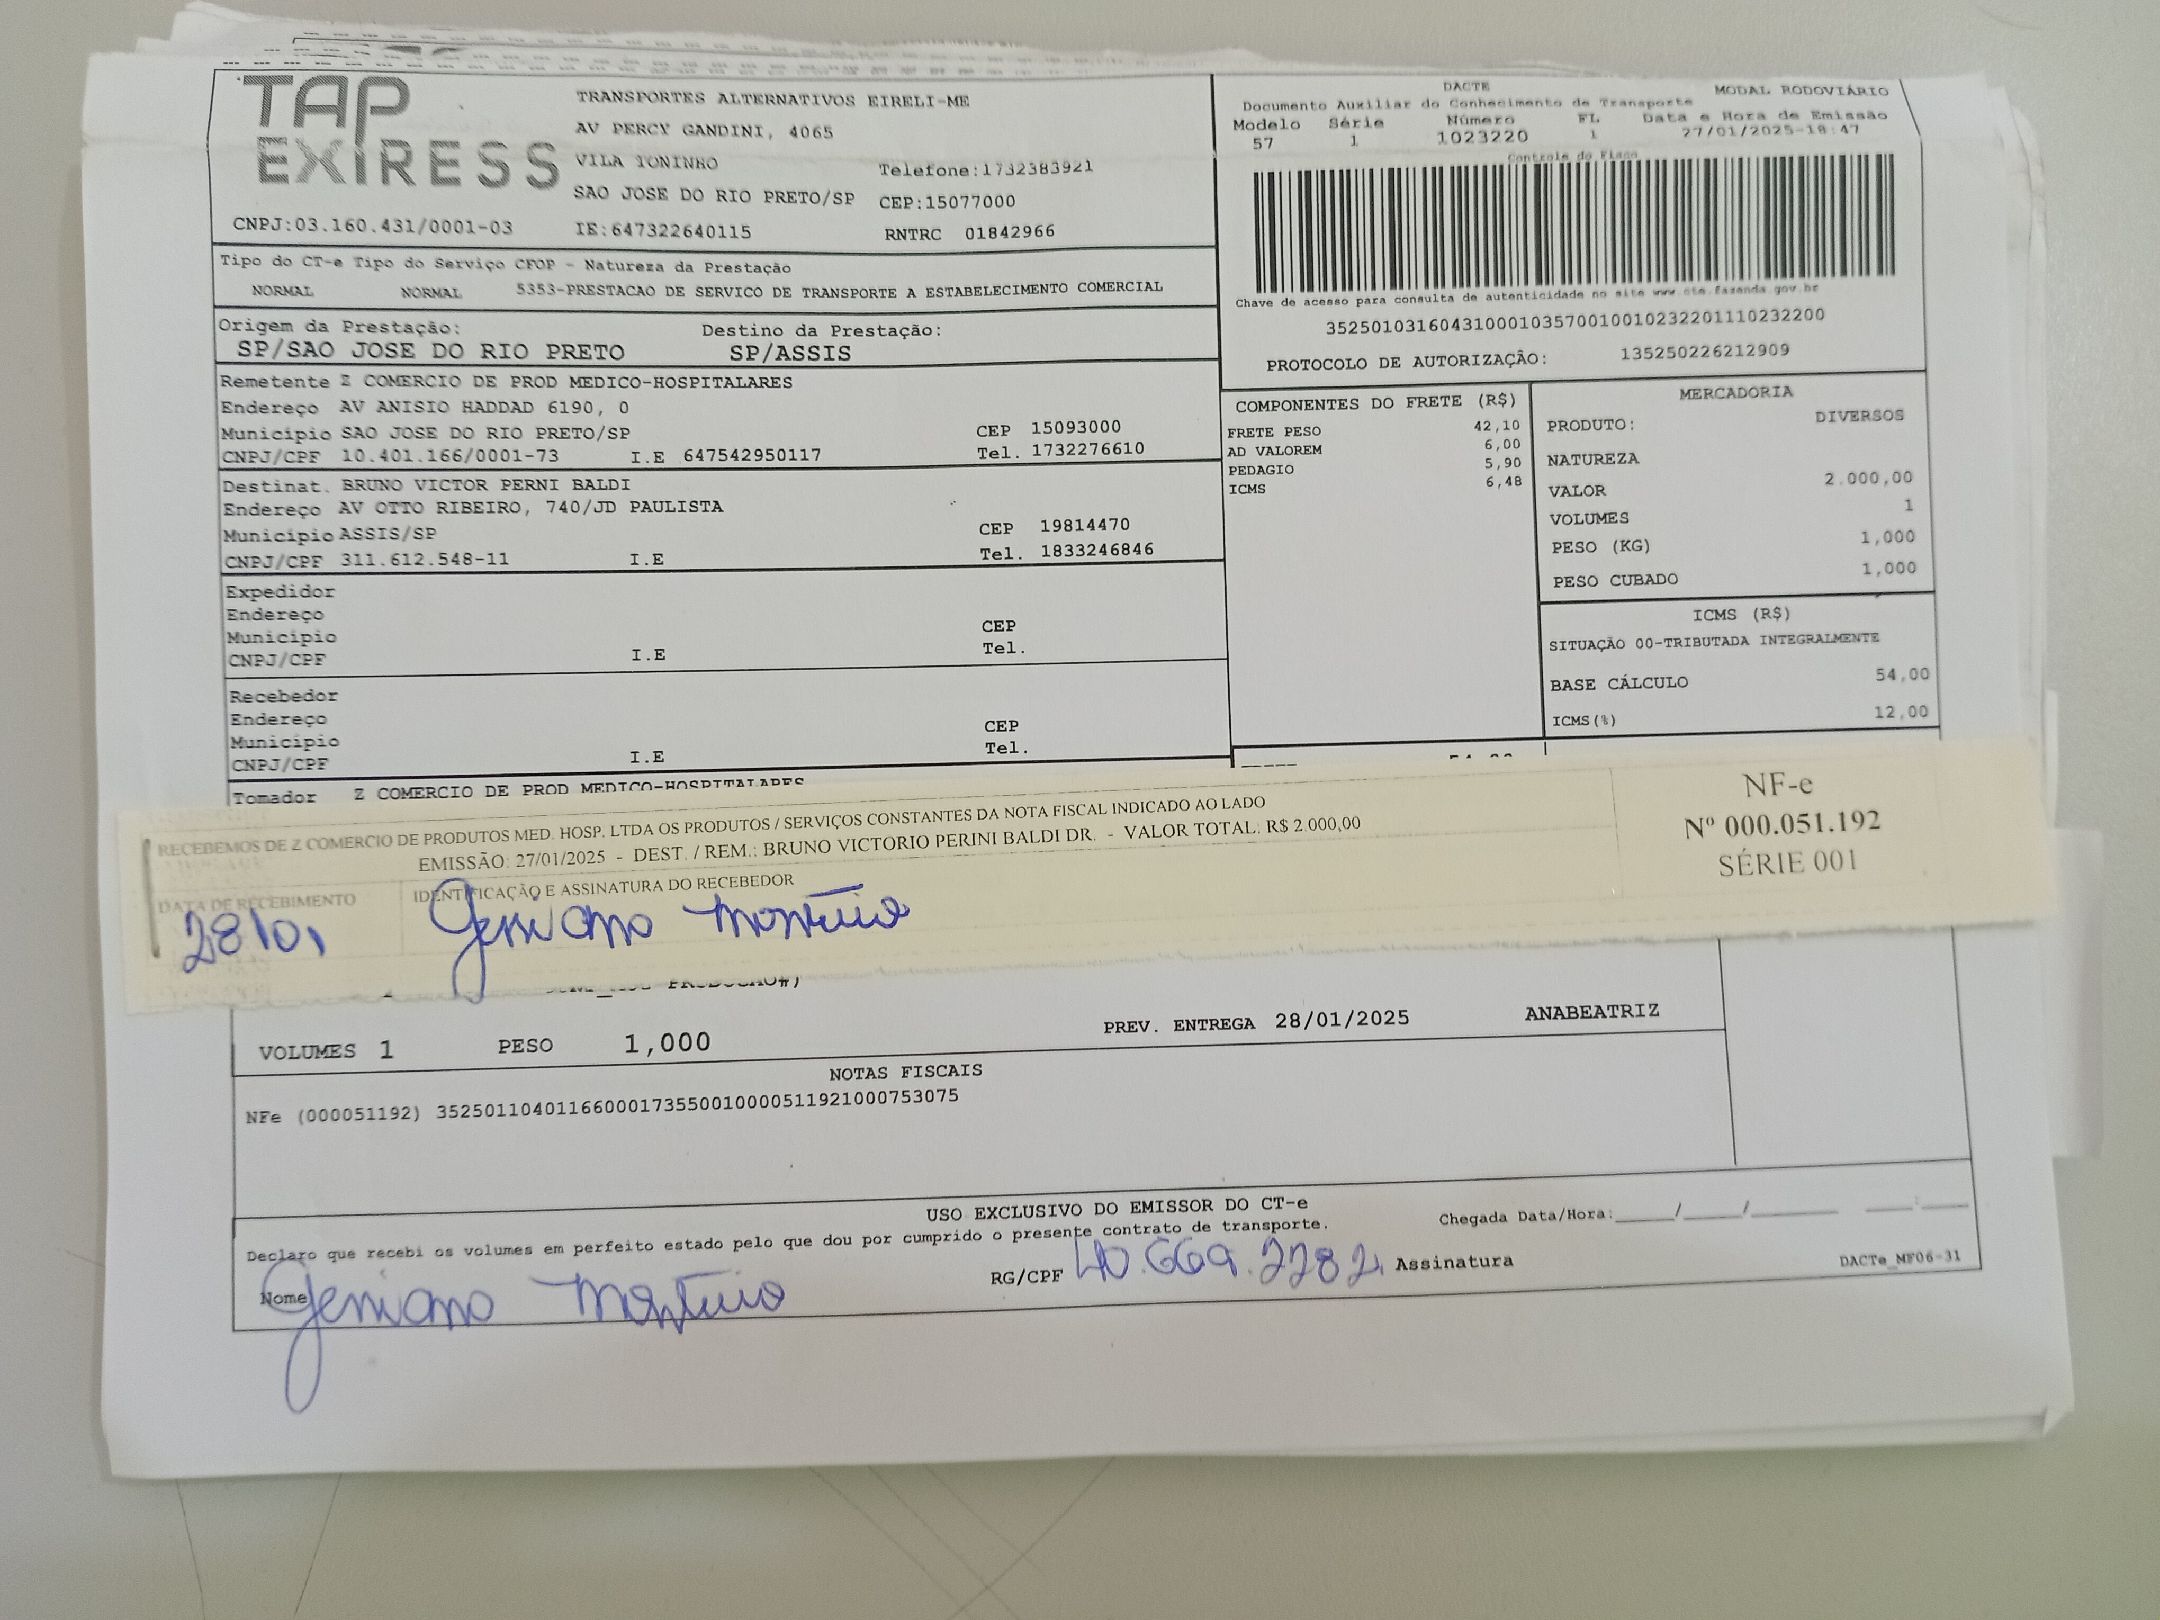 TAP
EXIRESS
TRANSPORTES ALTERNATIVOS EIRELI-ME
AV PERCY GANDINI, 4065
VILA TONINHO
Telefone:1732383921
SAO JOSE DO RIO PRETO/SP CEP:15077000
CNPJ:03.160.431/0001-03 IE:647322640115 RNTRC 01842966
DACTE MODAL RODOVIÁRIO
Documento Auxiliar do Conhecimento de Transporte
Modelo Série Número FL Data e Hora de Emissão
57 1 1023220 1 27/01/2025-18:47
Controle do Fisco
Chave de acesso para consulta de autenticidade no site www.cte.fazenda.gov.br
35250103160431000103570010010232201110232200
PROTOCOLO DE AUTORIZAÇÃO: 135250226212909
Tipo do CT-e Tipo do Serviço CFOP - Natureza da Prestação
NORMAL NORMAL 5353-PRESTACAO DE SERVICO DE TRANSPORTE A ESTABELECIMENTO COMERCIAL
Origem da Prestação: Destino da Prestação:
SP/SAO JOSE DO RIO PRETO SP/ASSIS
Remetente Z COMERCIO DE PROD MEDICO-HOSPITALARES
Endereço AV ANISIO HADDAD 6190, 0
Município SAO JOSE DO RIO PRETO/SP CEP 15093000
CNPJ/CPF 10.401.166/0001-73 I.E 647542950117 Tel. 1732276610
Destinat. BRUNO VICTOR PERNI BALDI
Endereço AV OTTO RIBEIRO, 740/JD PAULISTA
Município ASSIS/SP CEP 19814470
CNPJ/CPF 311.612.548-11 I.E Tel. 1833246846
Expedidor
Endereço
Município CEP
CNPJ/CPF I.E Tel.
Recebedor
Endereço
Município CEP
CNPJ/CPF I.E Tel.
Tomador Z COMERCIO DE PROD MEDICO-HOSPITALARES
COMPONENTES DO FRETE (R$)
FRETE PESO 42,10
AD VALOREM 6,00
PEDAGIO 5,90
ICMS 6,48
MERCADORIA
PRODUTO: DIVERSOS
NATUREZA
VALOR 2.000,00
VOLUMES 1
PESO (KG) 1,000
PESO CUBADO 1,000
ICMS (R$)
SITUAÇÃO 00-TRIBUTADA INTEGRALMENTE
BASE CÁLCULO 54,00
ICMS(%) 12,00
RECEBEMOS DE Z COMERCIO DE PRODUTOS MED. HOSP. LTDA OS PRODUTOS / SERVIÇOS CONSTANTES DA NOTA FISCAL INDICADO AO LADO
EMISSÃO: 27/01/2025 - DEST. / REM.: BRUNO VICTORIO PERINI BALDI DR. - VALOR TOTAL: R$ 2.000,00
DATA DE RECEBIMENTO IDENTIFICAÇÃO E ASSINATURA DO RECEBEDOR
28/01
NF-e
Nº 000.051.192
SÉRIE 001
VOLUMES 1 PESO 1,000 PREV. ENTREGA 28/01/2025 ANABEATRIZ
NOTAS FISCAIS
NFe (000051192) 35250110401166000173550010000511921000753075
USO EXCLUSIVO DO EMISSOR DO CT-e
Declaro que recebi os volumes em perfeito estado pelo que dou por cumprido o presente contrato de transporte. Chegada Data/Hora:_____/_____/________ ____:____
Nome RG/CPF 40.669.2282 Assinatura DACTe_NF06-31